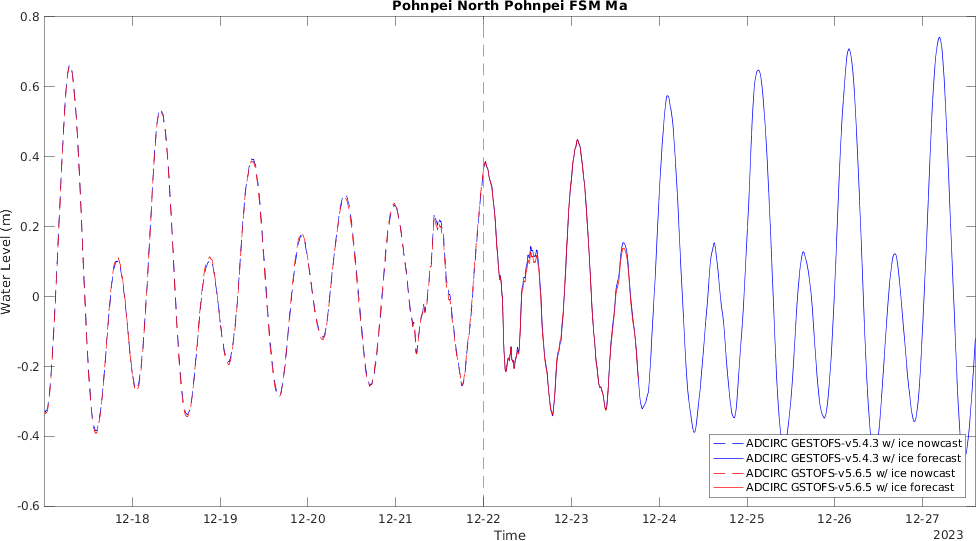 Pohnpei North Pohnpei FSM Ma
0.8
0.6
0.4
0.2
0
-0.2
-0.4
-0.6
Water Level (m)
12-18 12-19 12-20 12-21 12-22 12-23 12-24 12-25 12-26 12-27
Time
2023
ADCIRC GESTOFS-v5.4.3 w/ ice nowcast
ADCIRC GESTOFS-v5.4.3 w/ ice forecast
ADCIRC GSTOFS-v5.6.5 w/ ice nowcast
ADCIRC GSTOFS-v5.6.5 w/ ice forecast